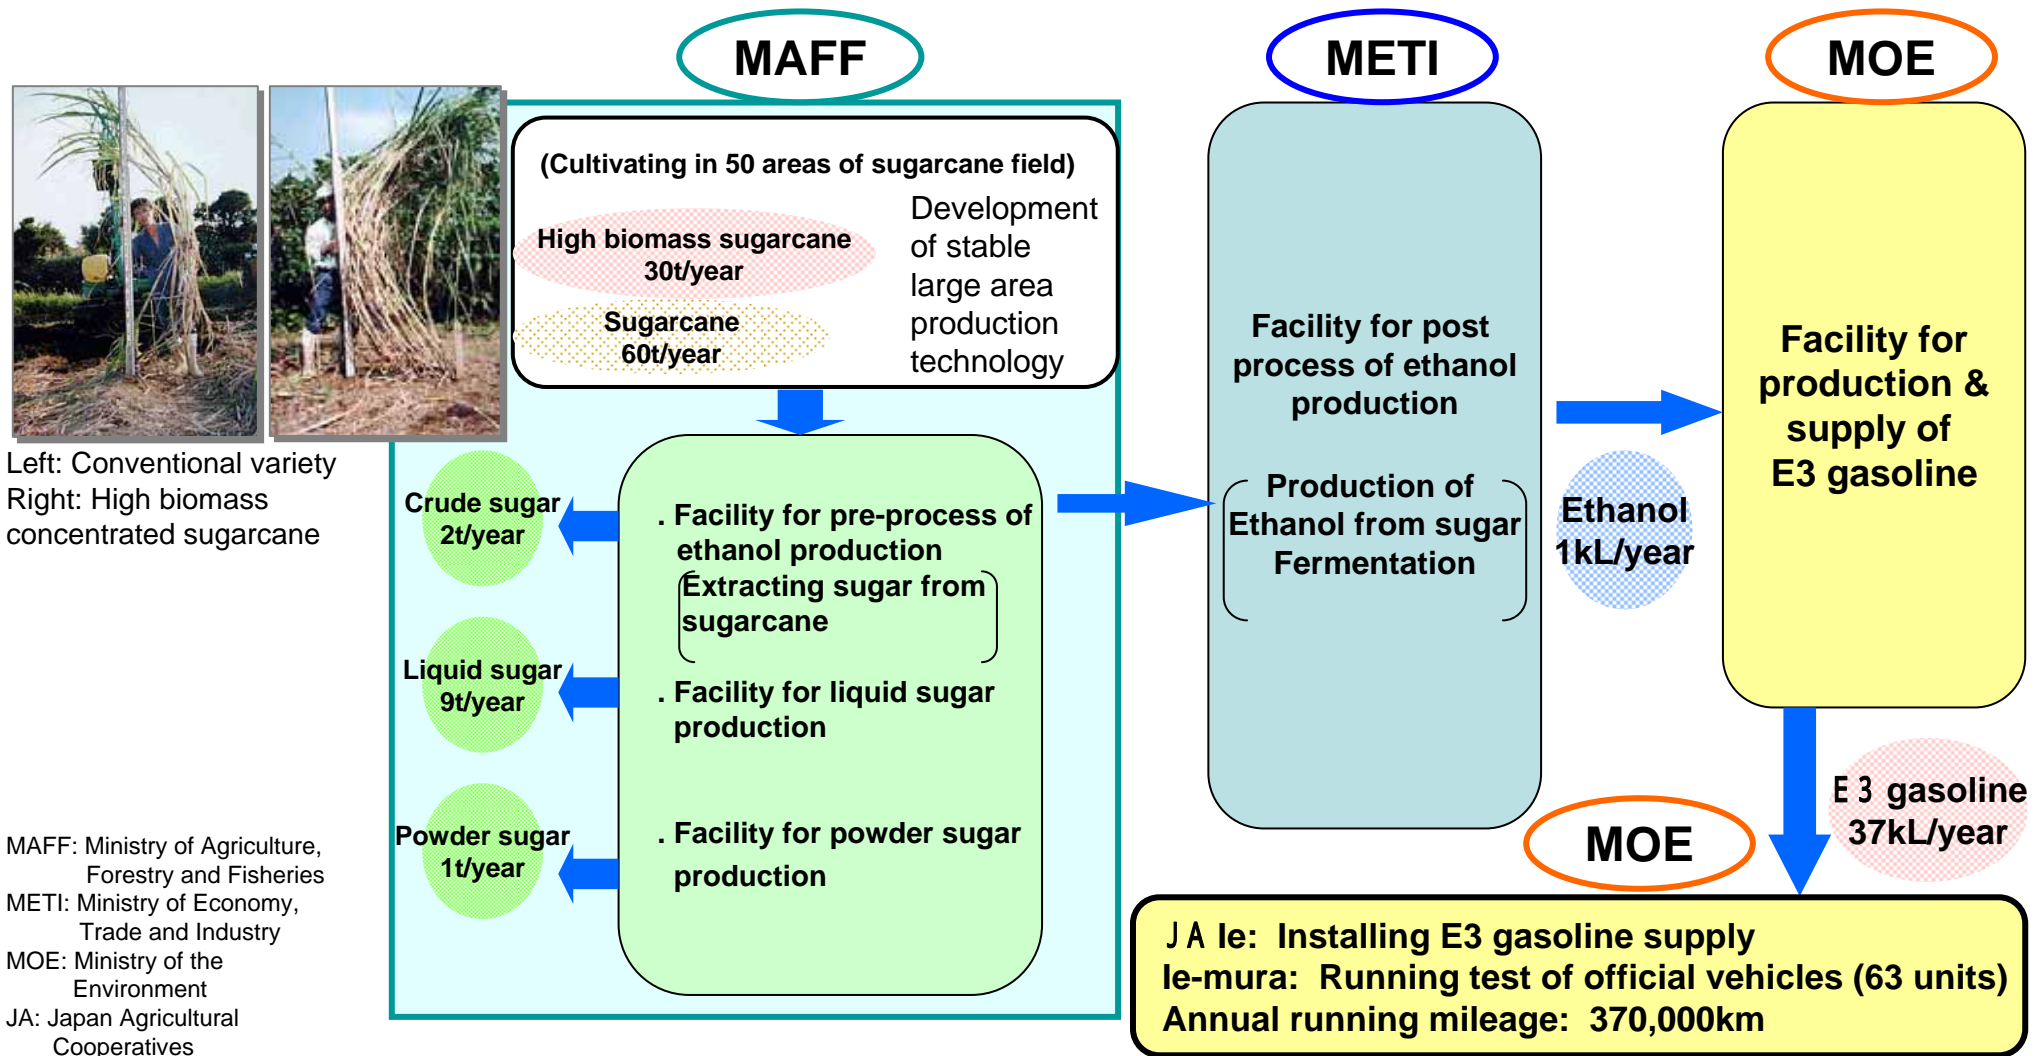 MAFF
METI
MOE
(Cultivating in 50 areas of sugarcane field)
High biomass sugarcane
30t/year
Sugarcane
60t/year
Development
of stable
large area
production
technology
Left: Conventional variety
Right: High biomass
concentrated sugarcane
Crude sugar
2t/year
Liquid sugar
9t/year
Powder sugar
1t/year
. Facility for pre-process of
ethanol production
Extracting sugar from
sugarcane
. Facility for liquid sugar
production
. Facility for powder sugar
production
Facility for post
process of ethanol
production
Production of
Ethanol from sugar
Fermentation
Ethanol
1kL/year
Facility for
production &
supply of
E3 gasoline
E3 gasoline
37kL/year
MOE
JA Ie: Installing E3 gasoline supply
Ie-mura: Running test of official vehicles (63 units)
Annual running mileage: 370,000km
MAFF: Ministry of Agriculture,
Forestry and Fisheries
METI: Ministry of Economy,
Trade and Industry
MOE: Ministry of the
Environment
JA: Japan Agricultural
Cooperatives